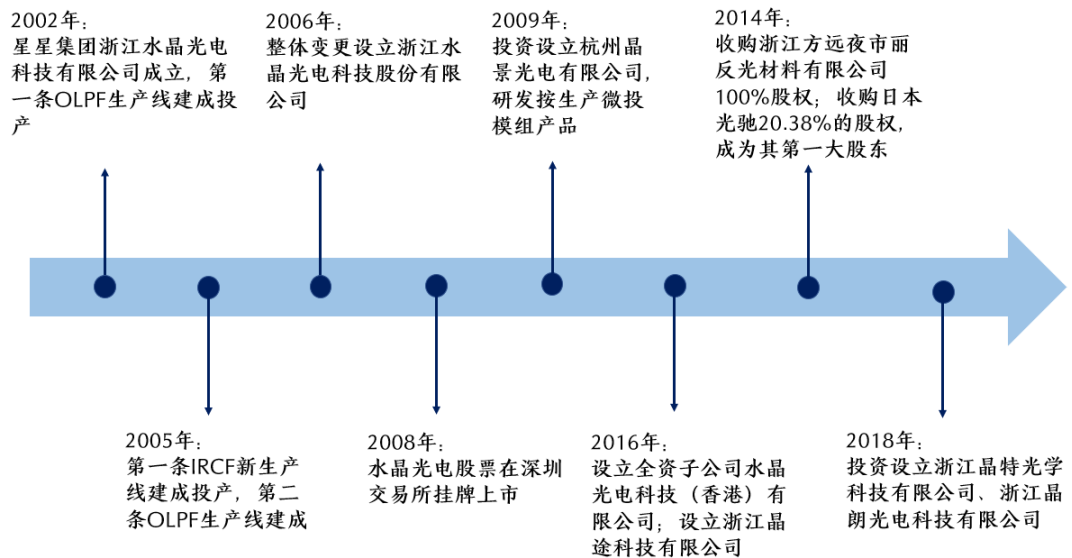 2002年：
星星集团浙江水晶光电
科技有限公司成立，第
一条OLPF生产线建成投
产
2006年：
整体变更设立浙江水
晶光电科技股份有限
公司
2009年：
投资设立杭州晶
景光电有限公司，
研发按生产微投
模组产品
2014年：
收购浙江方远夜市丽
反光材料有限公司
100%股权；收购日本
光驰20.38%的股权，
成为其第一大股东
2005年：
第一条IRCF新生产
线建成投产，第二
条OLPF生产线建成
2008年：
水晶光电股票在深圳
交易所挂牌上市
2016年：
设立全资子公司水晶
光电科技（香港）有
限公司；设立浙江晶
途科技有限公司
2018年：
投资设立浙江晶特光学
科技有限公司、浙江晶
朗光电科技有限公司